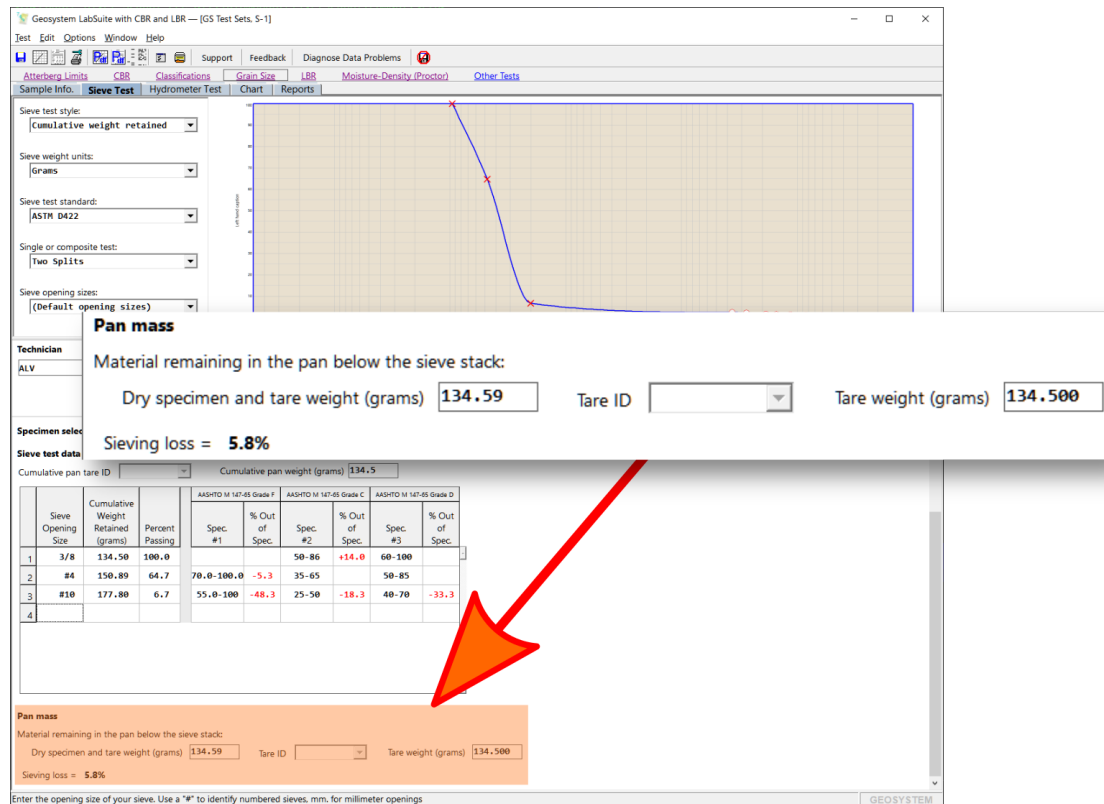 Geosystem LabSuite with CBR and LBR — [GS Test Sets, S-1]
Test Edit Options Window Help
Support Feedback Diagnose Data Problems
Atterberg Limits CBR Classifications Grain Size LBR Moisture-Density (Proctor) Other Tests
Sample Info. Sieve Test Hydrometer Test Chart Reports
Sieve test style:
Cumulative weight retained
Sieve weight units:
Grams
Sieve test standard:
ASTM D422
Single or composite test:
Two Splits
Sieve opening sizes:
(Default opening sizes)
Pan mass
Material remaining in the pan below the sieve stack:
Dry specimen and tare weight (grams) 134.59 Tare ID Tare weight (grams) 134.500
Sieving loss = 5.8%
Technician
ALV
Specimen selec
Sieve test data
Cumulative pan tare ID Cumulative pan weight (grams) 134.5
AASHTO M 147-65 Grade F AASHTO M 147-65 Grade C AASHTO M 147-65 Grade D
Sieve Opening Size Cumulative Weight Retained (grams) Percent Passing Spec. #1 % Out of Spec. Spec. #2 % Out of Spec. Spec. #3 % Out of Spec.
1 3/8 134.50 100.0 50-86 +14.0 60-100
2 #4 150.89 64.7 70.0-100.0 -5.3 35-65 50-85
3 #10 177.80 6.7 55.0-100 -48.3 25-50 -18.3 40-70 -33.3
4
Pan mass
Material remaining in the pan below the sieve stack:
Dry specimen and tare weight (grams) 134.59 Tare ID Tare weight (grams) 134.500
Sieving loss = 5.8%
Enter the opening size of your sieve. Use a "#" to identify numbered sieves, mm. for millimeter openings
GEOSYSTEM